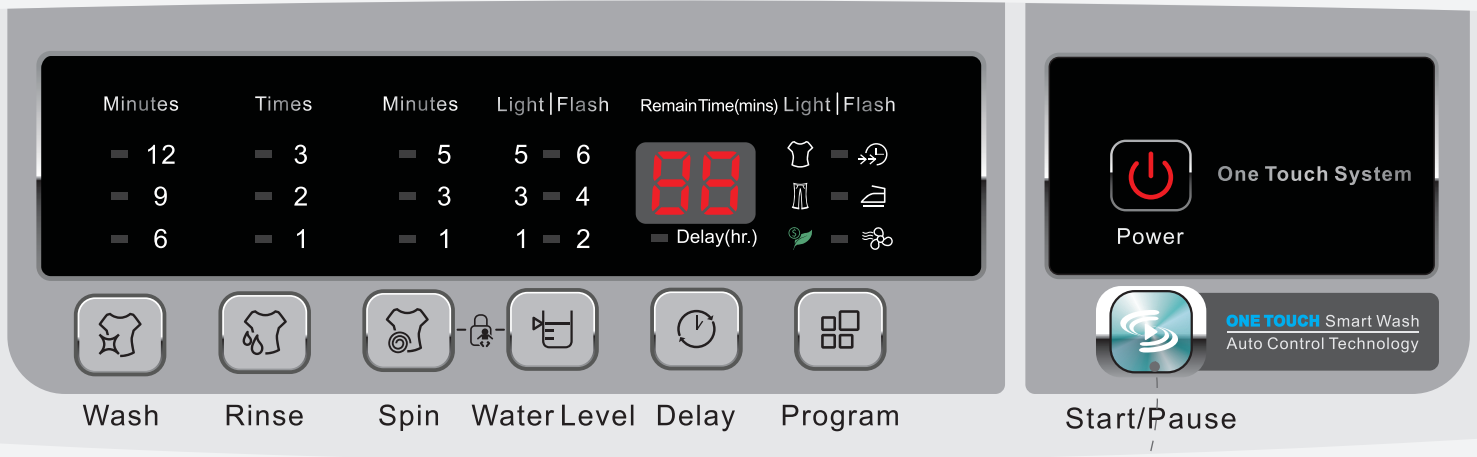 Minutes Times Minutes Light|Flash RemainTime(mins) Light|Flash
12 3 5 5 6 88
9 2 3 3 4
6 1 1 1 2 Delay(hr.)
One Touch System
Power
Wash Rinse Spin Water Level Delay Program
ONE TOUCH Smart Wash
Auto Control Technology
Start/Pause